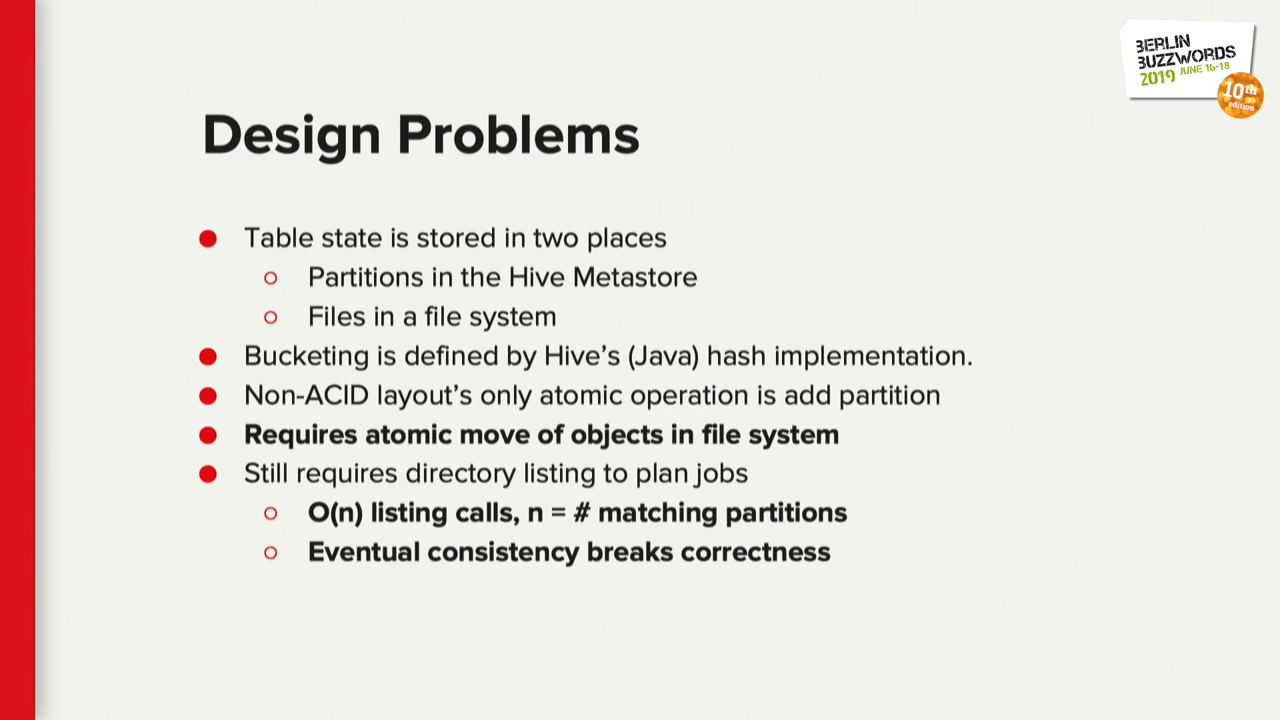 BERLIN
BUZZWORDS
2019 JUNE 16-18
10th
edition
Design Problems
Table state is stored in two places
Partitions in the Hive Metastore
Files in a file system
Bucketing is defined by Hive’s (Java) hash implementation.
Non-ACID layout’s only atomic operation is add partition
Requires atomic move of objects in file system
Still requires directory listing to plan jobs
O(n) listing calls, n = # matching partitions
Eventual consistency breaks correctness